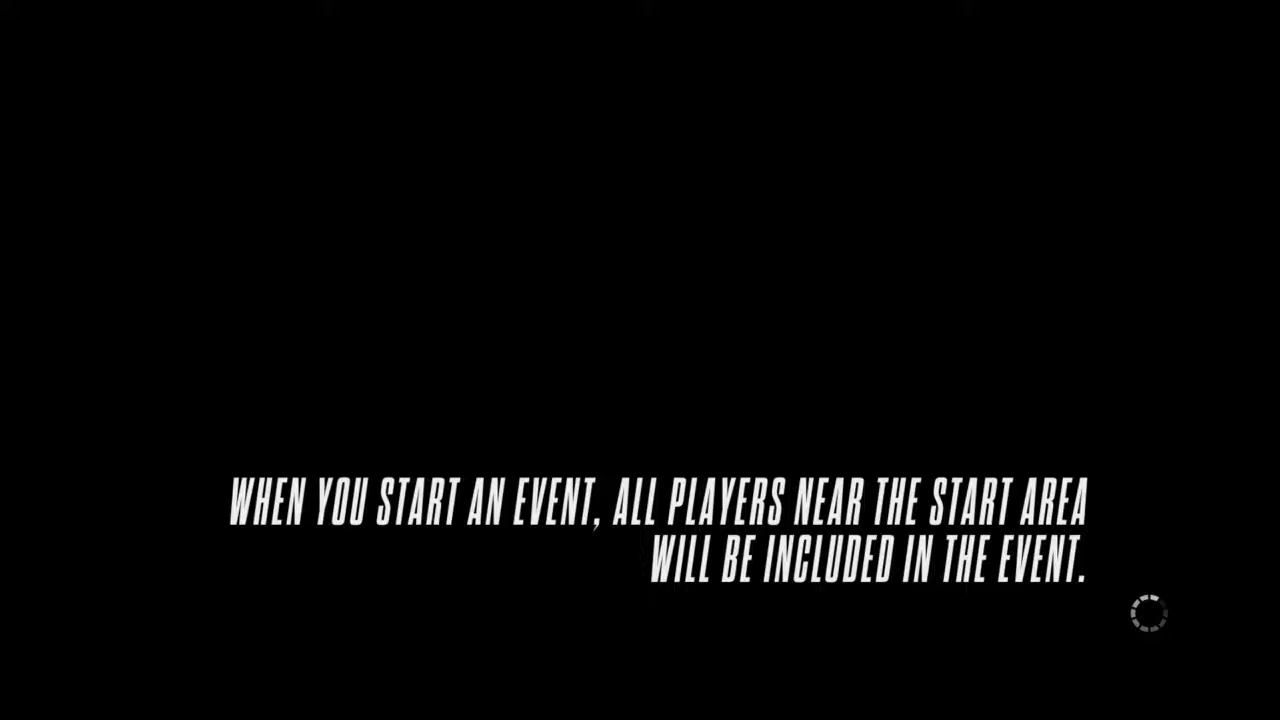 WHEN YOU START AN EVENT, ALL PLAYERS NEAR THE START AREA
WILL BE INCLUDED IN THE EVENT.